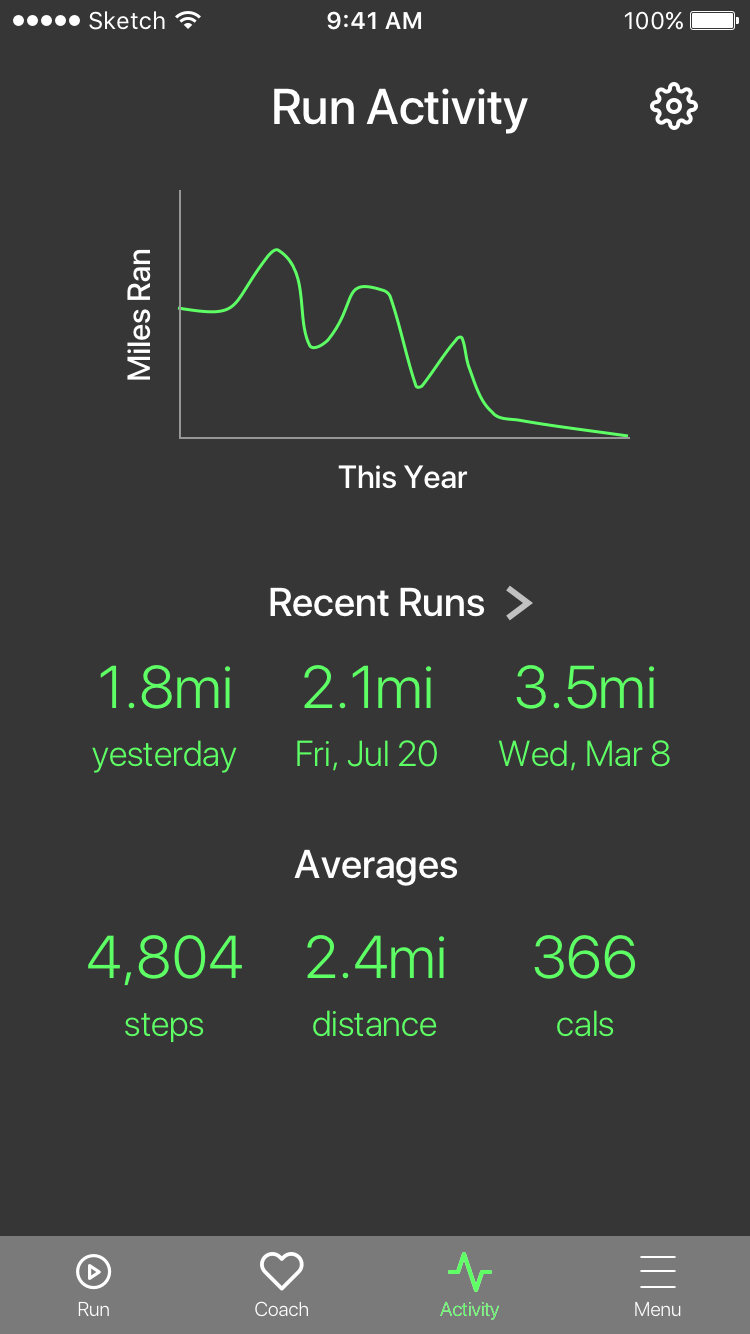 Sketch 9:41 AM 100%
Run Activity
Miles Ran
This Year
Recent Runs
1.8mi 2.1mi 3.5mi
yesterday Fri, Jul 20 Wed, Mar 8
Averages
4,804 2.4mi 366
steps distance cals
Run Coach Activity Menu